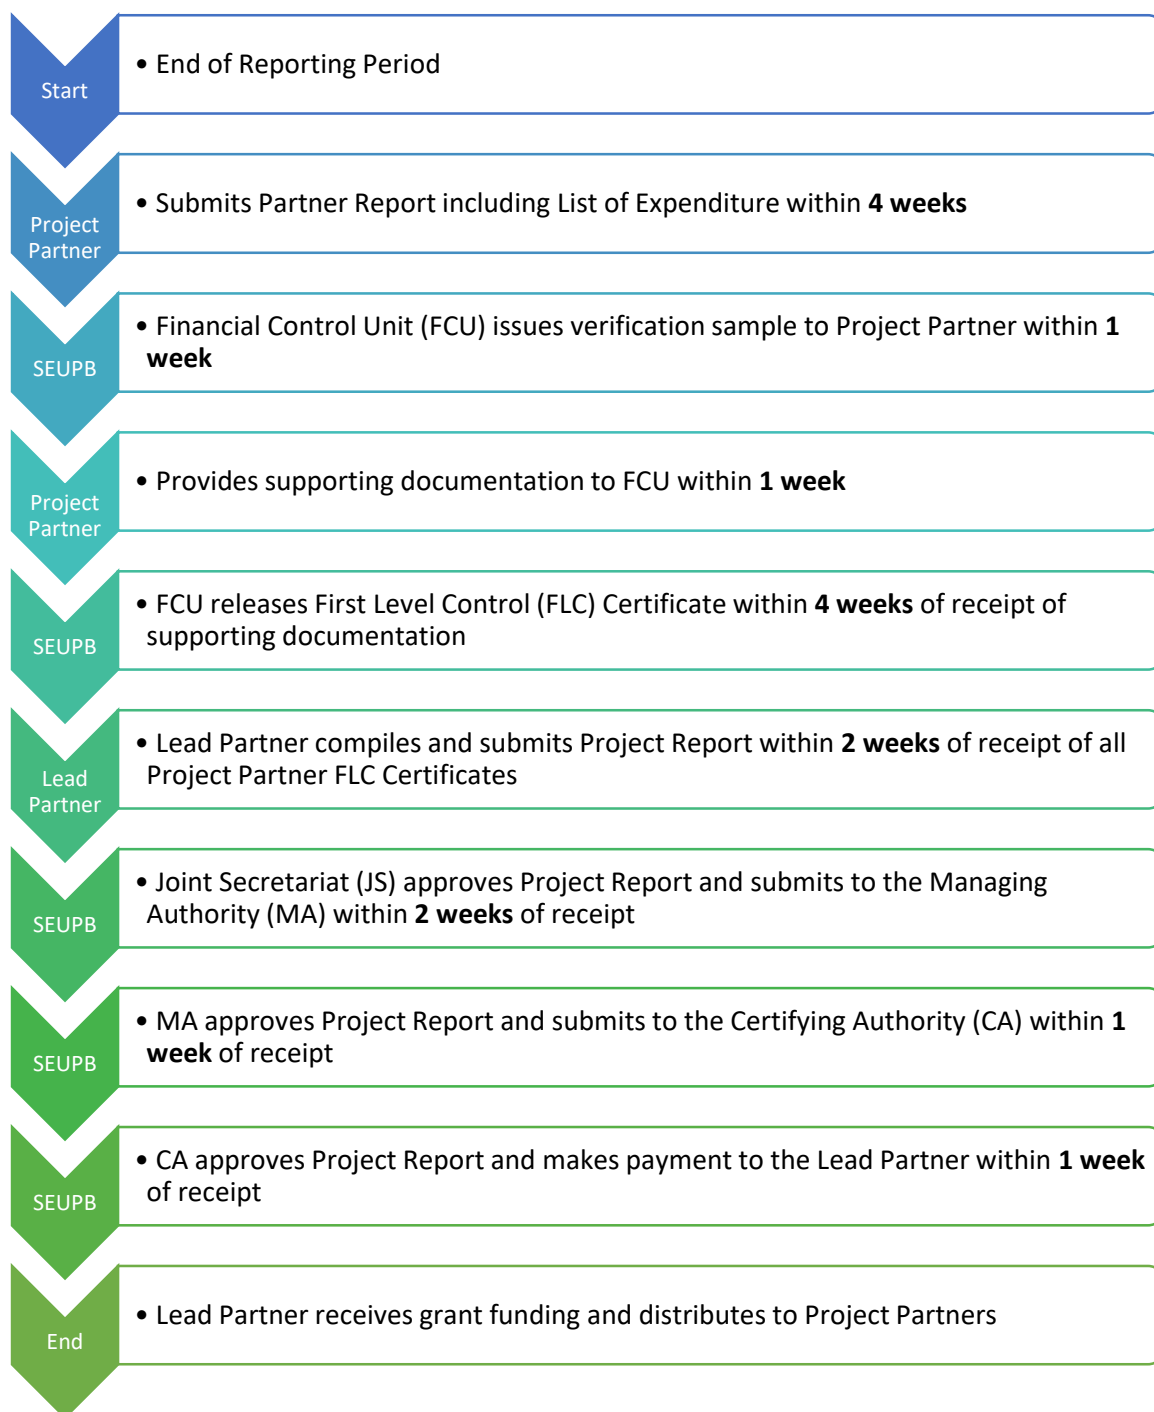 Start
• End of Reporting Period
Project
Partner
• Submits Partner Report including List of Expenditure within 4 weeks
SEUPB
• Financial Control Unit (FCU) issues verification sample to Project Partner within 1
week
Project
Partner
• Provides supporting documentation to FCU within 1 week
SEUPB
• FCU releases First Level Control (FLC) Certificate within 4 weeks of receipt of
supporting documentation
Lead
Partner
• Lead Partner compiles and submits Project Report within 2 weeks of receipt of all
Project Partner FLC Certificates
SEUPB
• Joint Secretariat (JS) approves Project Report and submits to the Managing
Authority (MA) within 2 weeks of receipt
SEUPB
• MA approves Project Report and submits to the Certifying Authority (CA) within 1
week of receipt
SEUPB
• CA approves Project Report and makes payment to the Lead Partner within 1 week
of receipt
End
• Lead Partner receives grant funding and distributes to Project Partners